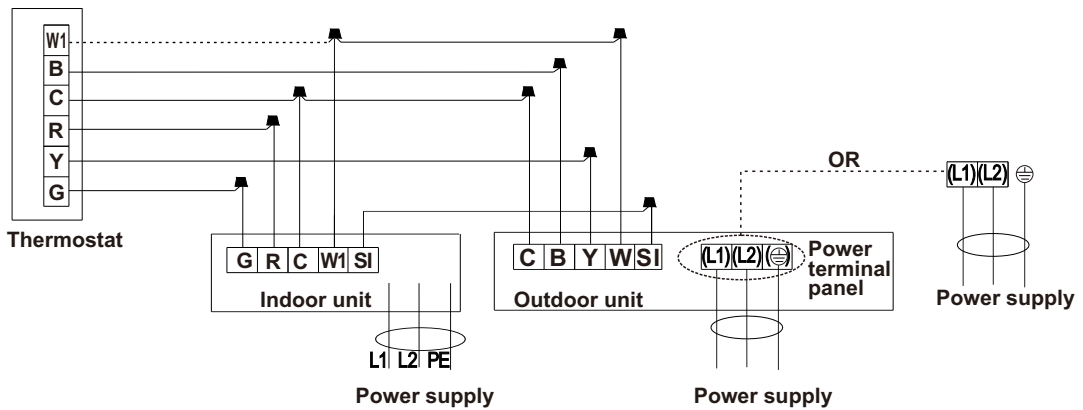 W1
B
C
R
Y
G
Thermostat
G R C W1 SI
Indoor unit
L1 L2 PE
Power supply
C B Y W SI
Outdoor unit
(L1)(L2)(⏚)
Power
terminal
panel
Power supply
OR
(L1)(L2) ⏚
Power supply